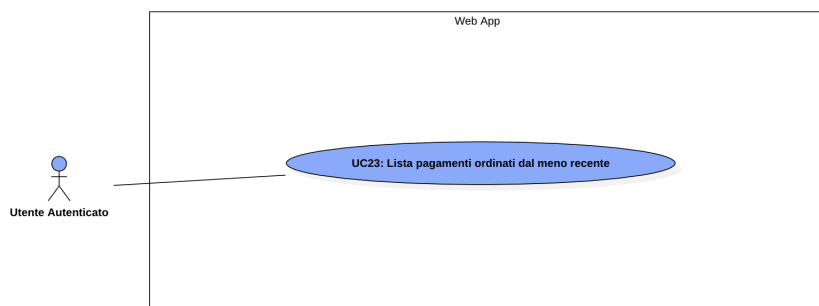 Web App
UC23: Lista pagamenti ordinati dal meno recente
Utente Autenticato